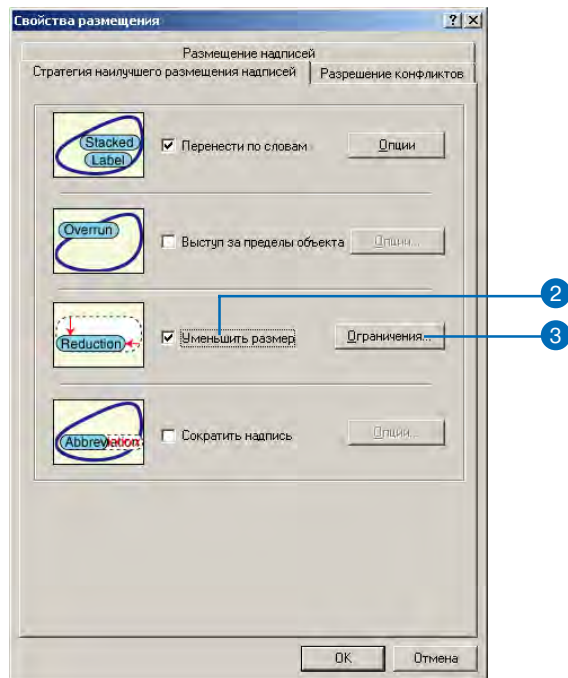 Свойства размещения
Размещение надписей
Стратегия наилучшего размещения надписей
Разрешение конфликтов
Stacked
Label
Перенести по словам
Опции
Overrun
Выступ за пределы объекта
Опции...
2
Reduction
Уменьшить размер
Ограничения...
3
Abbreviation
Сократить надпись
Опции...
OK
Отмена